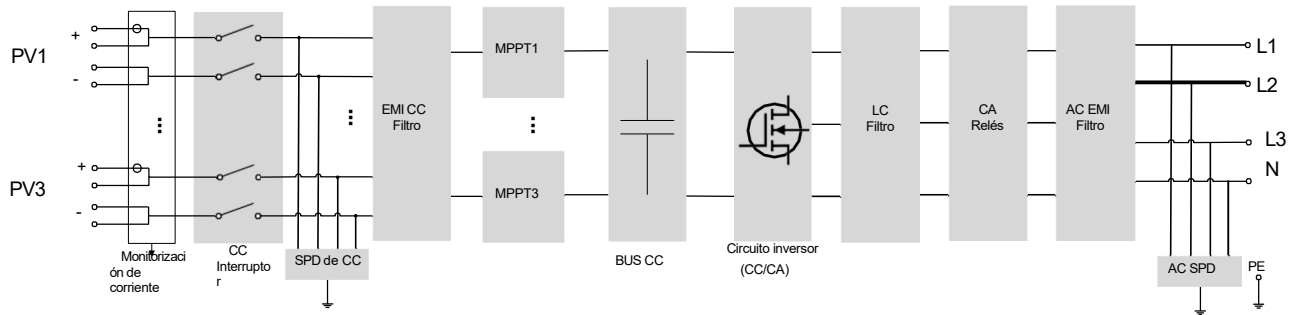 PV1
+
-
PV3
+
-
Monitorizaci
ón de
corriente
CC
Interrupto
r
SPD de CC
EMI CC
Filtro
MPPT1
MPPT3
BUS CC
Circuito inversor
(CC/CA)
LC
Filtro
CA
Relés
AC EMI
Filtro
L1
L2
L3
N
AC SPD
PE